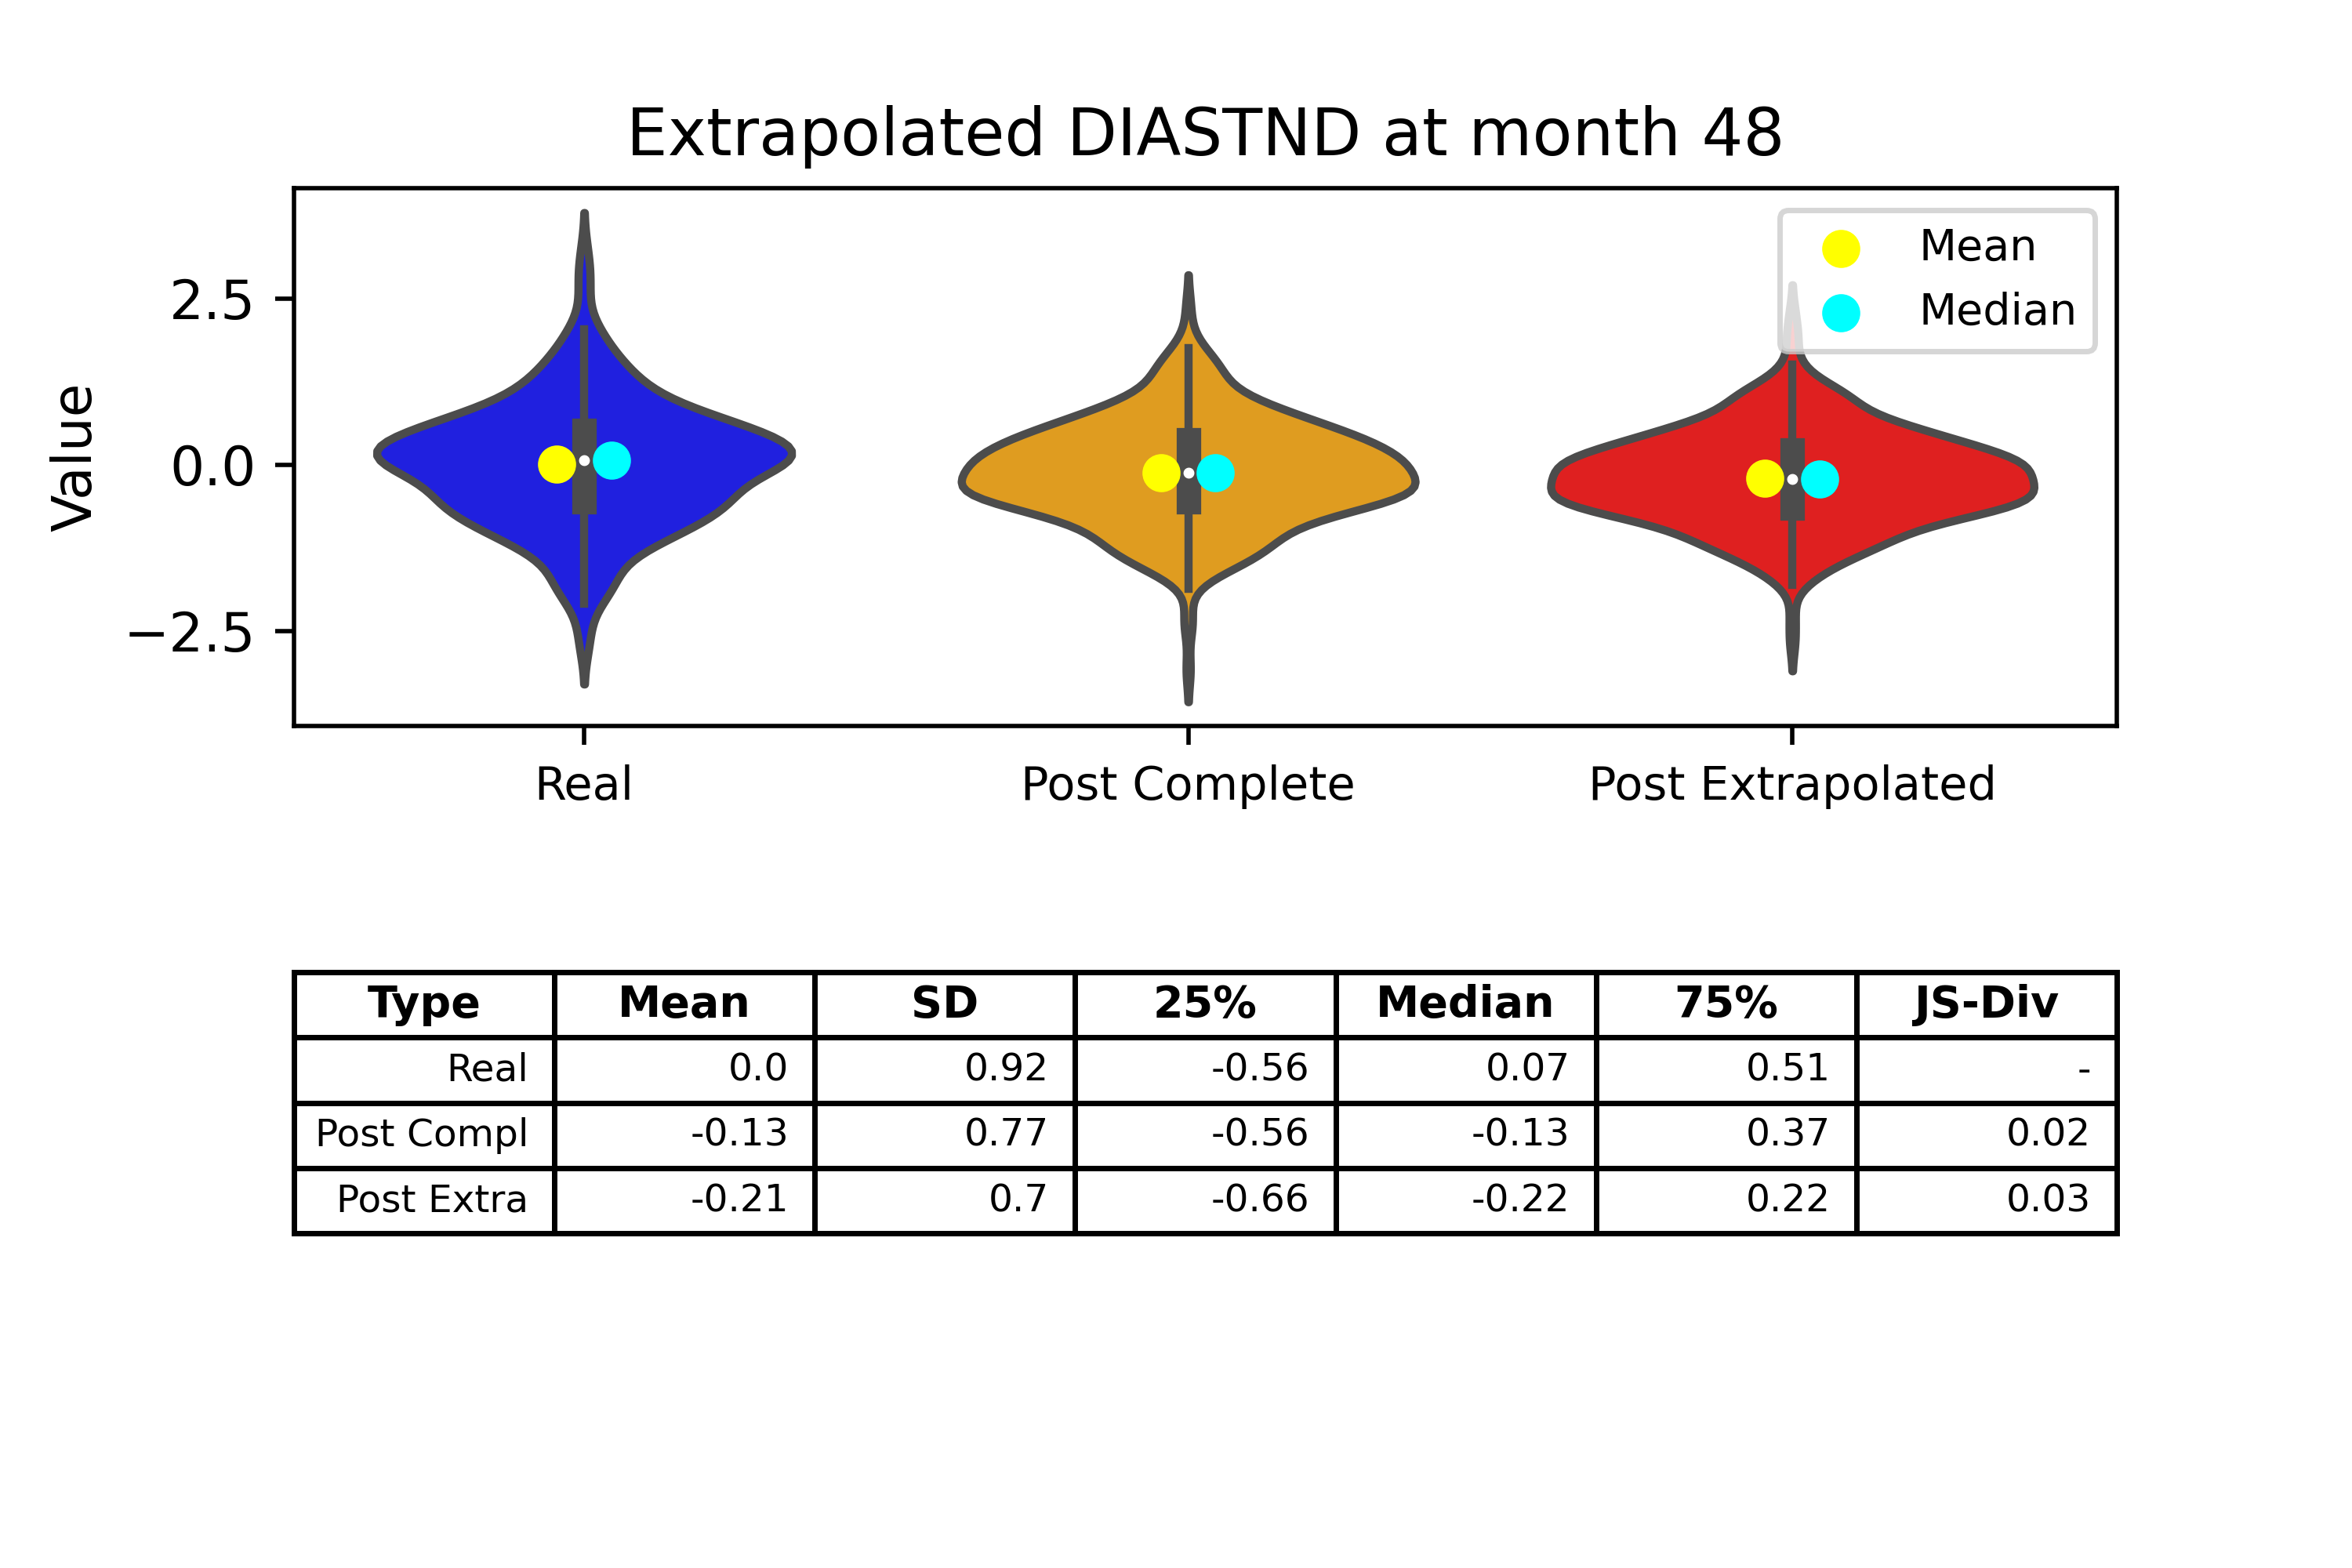 Extrapolated DIASTND at month 48
Mean
Median
Value
2.5
0.0
−2.5
Real Post Complete Post Extrapolated
Type Mean SD 25% Median 75% JS-Div
Real 0.0 0.92 -0.56 0.07 0.51 -
Post Compl -0.13 0.77 -0.56 -0.13 0.37 0.02
Post Extra -0.21 0.7 -0.66 -0.22 0.22 0.03